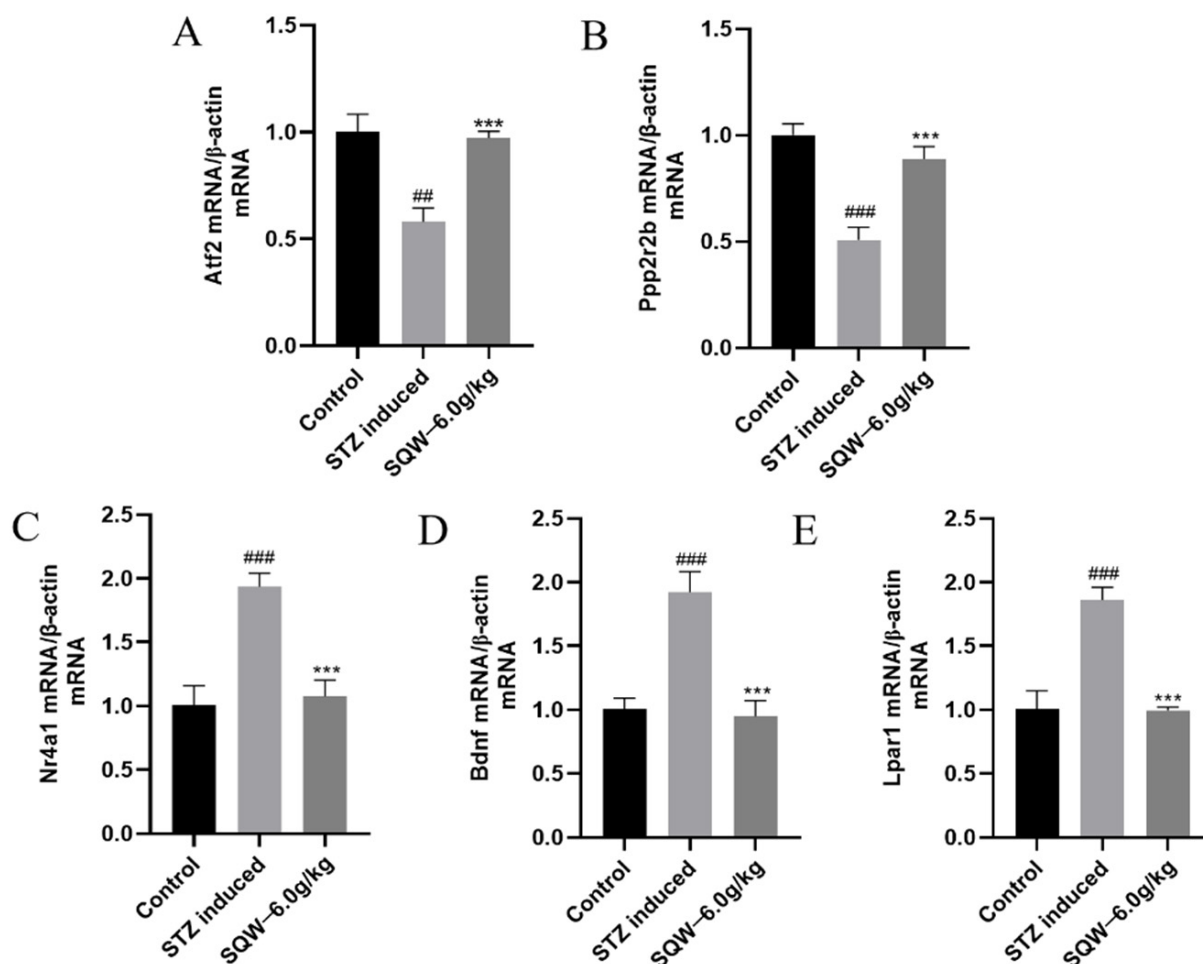 A
Atf2 mRNA/β-actin
mRNA
1.5
1.0
0.5
0.0
##
***
Control
STZ induced
SQW–6.0g/kg
B
Ppp2r2b mRNA/β-actin
mRNA
1.5
1.0
0.5
0.0
###
***
Control
STZ induced
SQW–6.0g/kg
C
Nr4a1 mRNA/β-actin
mRNA
2.5
2.0
1.5
1.0
0.5
0.0
###
***
Control
STZ induced
SQW–6.0g/kg
D
Bdnf mRNA/β-actin
mRNA
2.5
2.0
1.5
1.0
0.5
0.0
###
***
Control
STZ induced
SQW–6.0g/kg
E
Lpar1 mRNA/β-actin
mRNA
2.5
2.0
1.5
1.0
0.5
0.0
###
***
Control
STZ induced
SQW–6.0g/kg